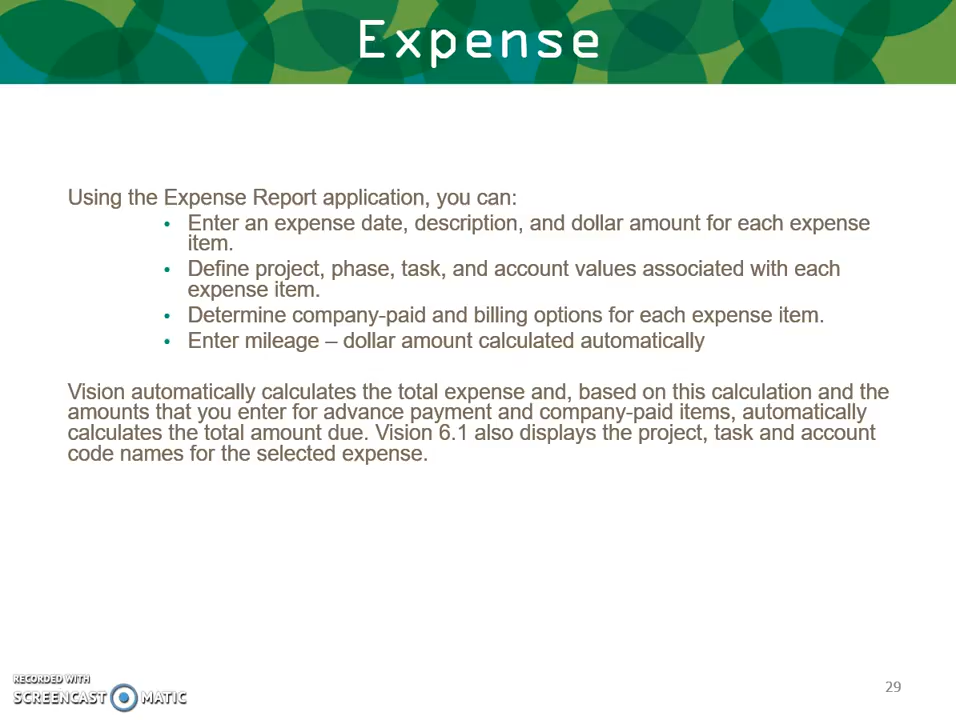 Expense
Using the Expense Report application, you can:
• Enter an expense date, description, and dollar amount for each expense
item.
• Define project, phase, task, and account values associated with each
expense item.
• Determine company-paid and billing options for each expense item.
• Enter mileage – dollar amount calculated automatically
Vision automatically calculates the total expense and, based on this calculation and the
amounts that you enter for advance payment and company-paid items, automatically
calculates the total amount due. Vision 6.1 also displays the project, task and account
code names for the selected expense.
RECORDED WITH
SCREENCAST MATIC
29